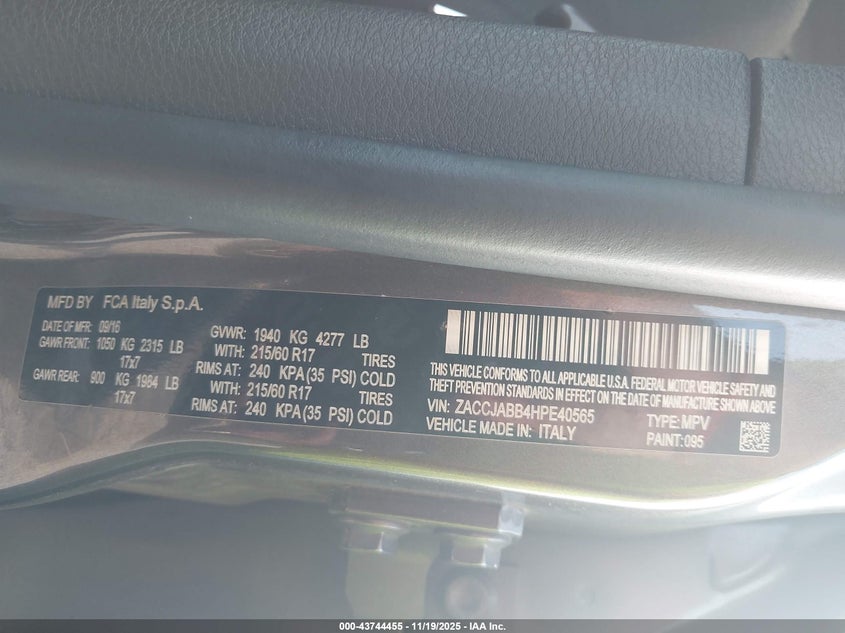 MFD BY FCA Italy S.p.A.
DATE OF MFR: 09/16
GVWR: 1940 KG 4277 LB
GAWR FRONT: 1050 KG 2315 LB
WITH: 215/60 R17 TIRES
17x7
RIMS AT: 240 KPA(35 PSI) COLD
GAWR REAR: 900 KG 1984 LB
WITH: 215/60 R17 TIRES
17x7
RIMS AT: 240 KPA(35 PSI) COLD
THIS VEHICLE CONFORMS TO ALL APPLICABLE U.S.A. FEDERAL MOTOR VEHICLE SAFETY AND
THEFT PREVENTION STANDARDS IN EFFECT ON THE DATE OF MANUFACTURE SHOWN ABOVE
VIN: ZACCJABB4HPE40565
TYPE: MPV
VEHICLE MADE IN: ITALY
PAINT: 095
000-43744455 - 11/19/2025 - IAA Inc.